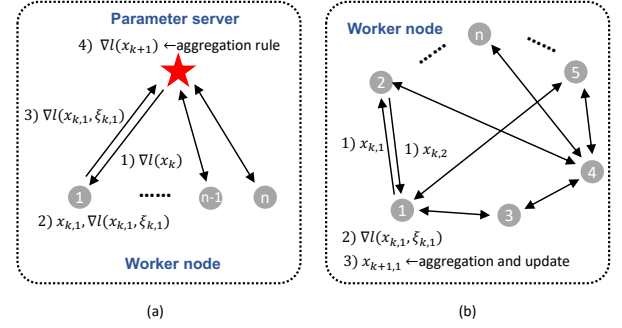 Parameter server
4) ∇l(x_{k+1}) ←aggregation rule
3) ∇l(x_{k,1}, ξ_{k,1})
1) ∇l(x_k)
1
n-1
n
2) x_{k,1}, ∇l(x_{k,1}, ξ_{k,1})
Worker node
(a)
Worker node
n
2
5
1) x_{k,1}
1) x_{k,2}
4
1
3
2) ∇l(x_{k,1}, ξ_{k,1})
3) x_{k+1,1} ←aggregation and update
(b)